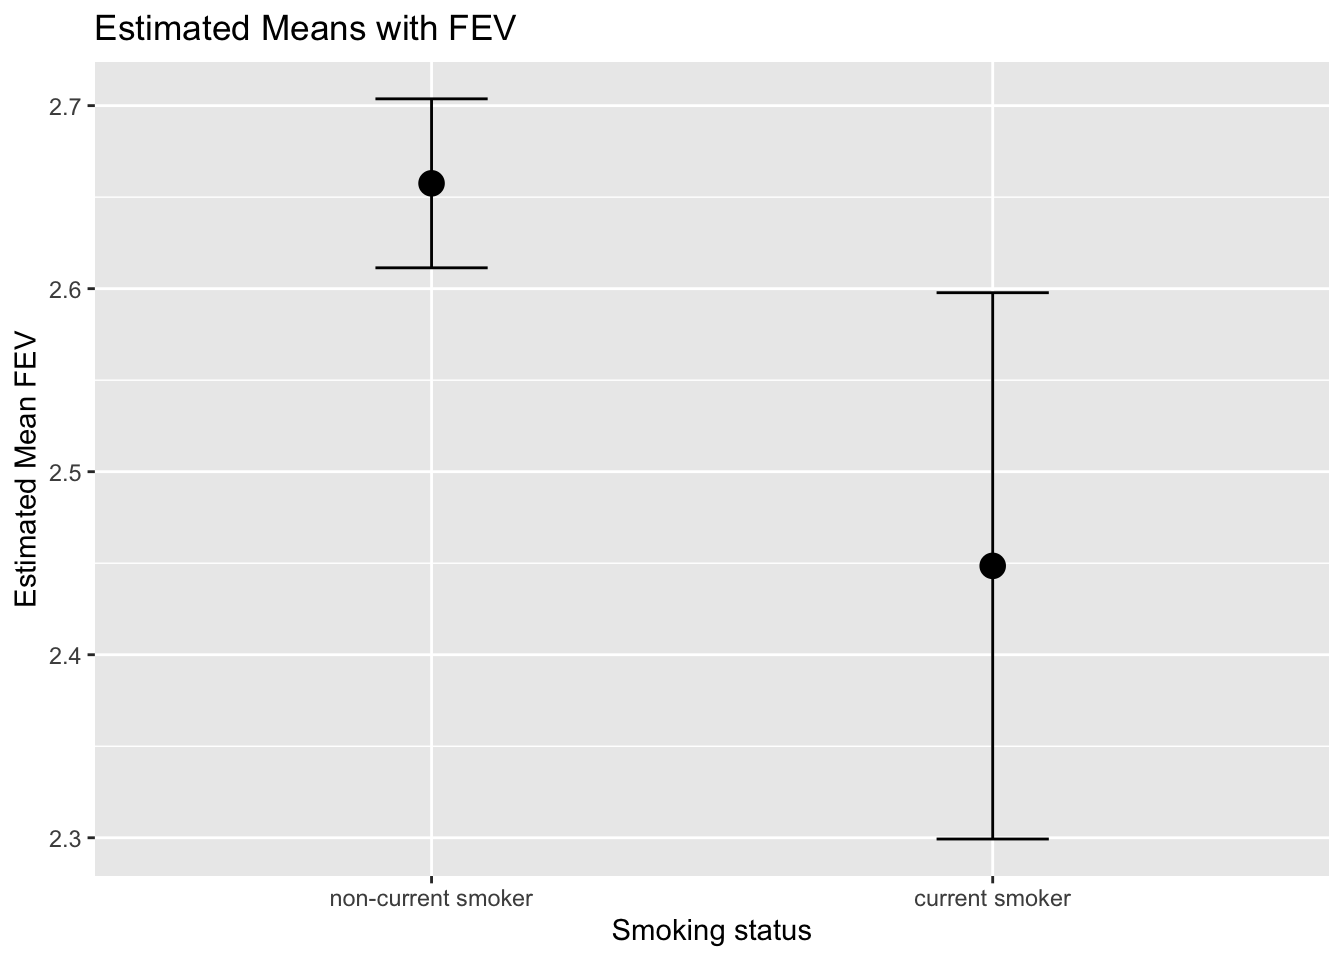 Estimated Means with FEV
Estimated Mean FEV
2.7
2.6
2.5
2.4
2.3
non-current smoker
current smoker
Smoking status